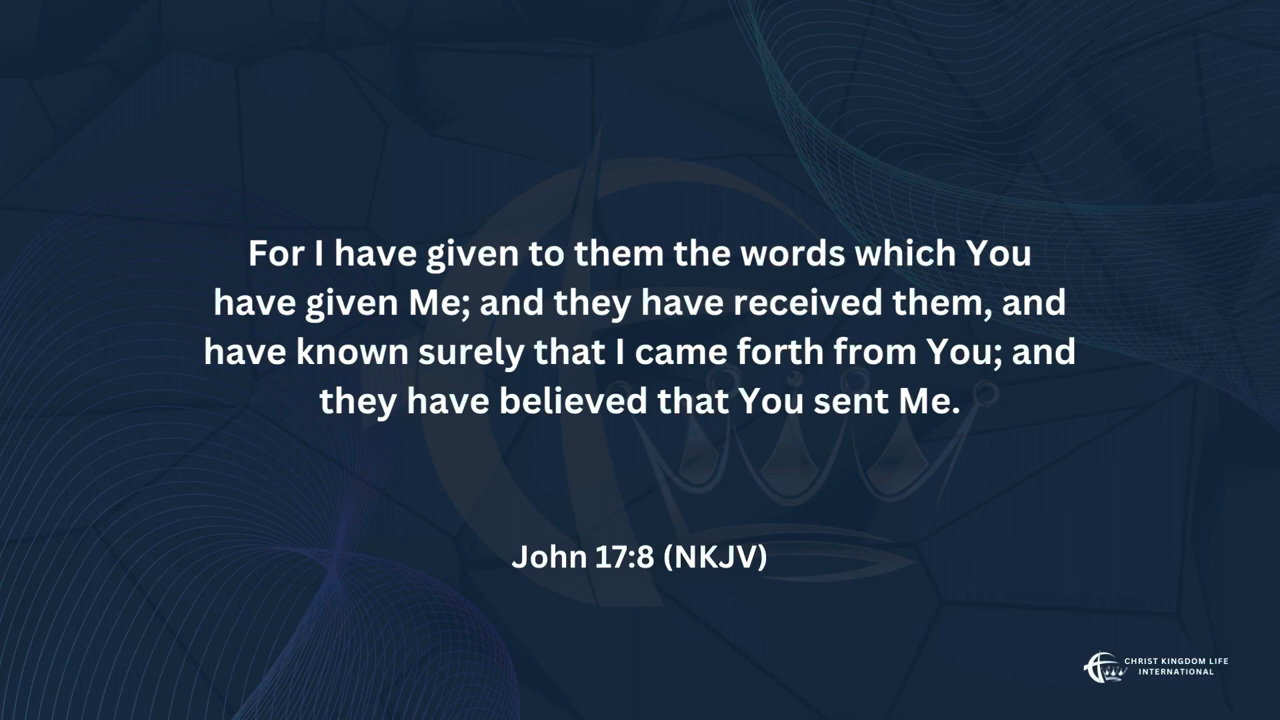 For I have given to them the words which You
have given Me; and they have received them, and
have known surely that I came forth from You; and
they have believed that You sent Me.
John 17:8 (NKJV)
CHRIST KINGDOM LIFE
INTERNATIONAL